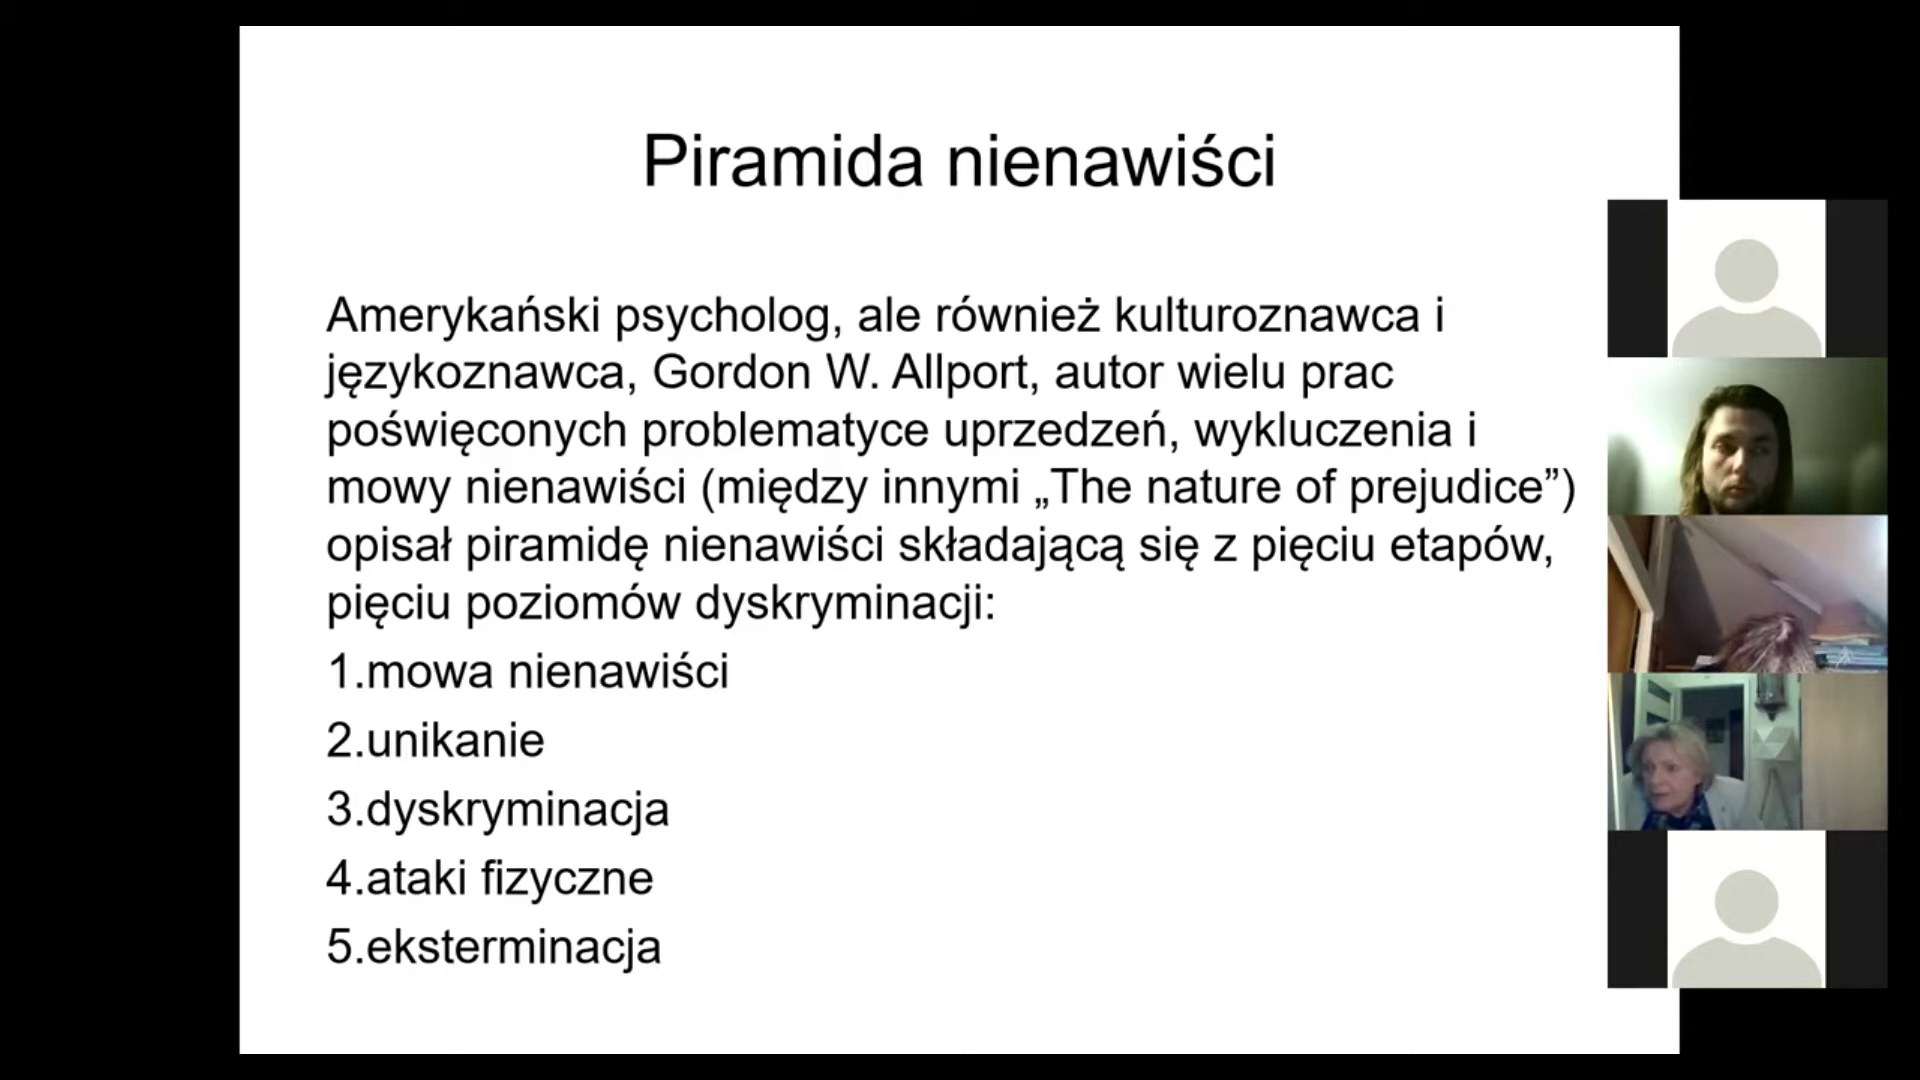 Piramida nienawiści
Amerykański psycholog, ale również kulturoznawca i
językoznawca, Gordon W. Allport, autor wielu prac
poświęconych problematyce uprzedzeń, wykluczenia i
mowy nienawiści (między innymi „The nature of prejudice”)
opisał piramidę nienawiści składającą się z pięciu etapów,
pięciu poziomów dyskryminacji:
1.mowa nienawiści
2.unikanie
3.dyskryminacja
4.ataki fizyczne
5.eksterminacja